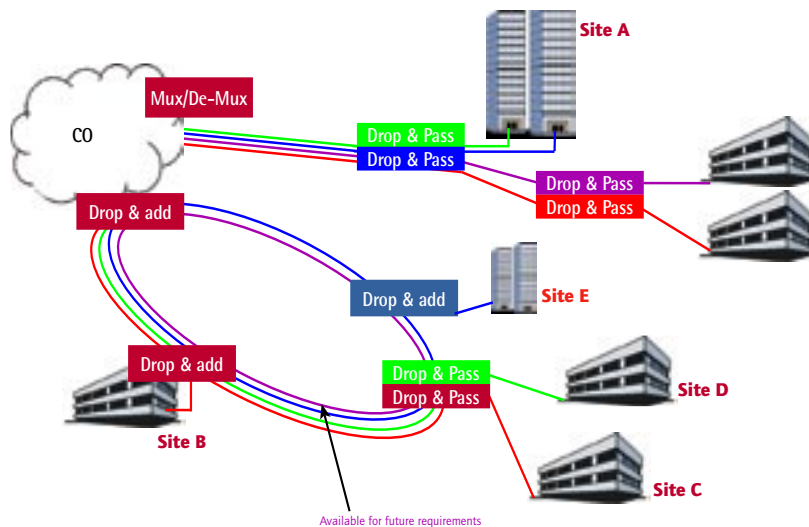 Site A
Mux/De-Mux
CO
Drop & Pass
Drop & Pass
Drop & Pass
Drop & Pass
Drop & add
Drop & add
Site E
Drop & add
Drop & Pass
Drop & Pass
Site D
Site B
Site C
Available for future requirements